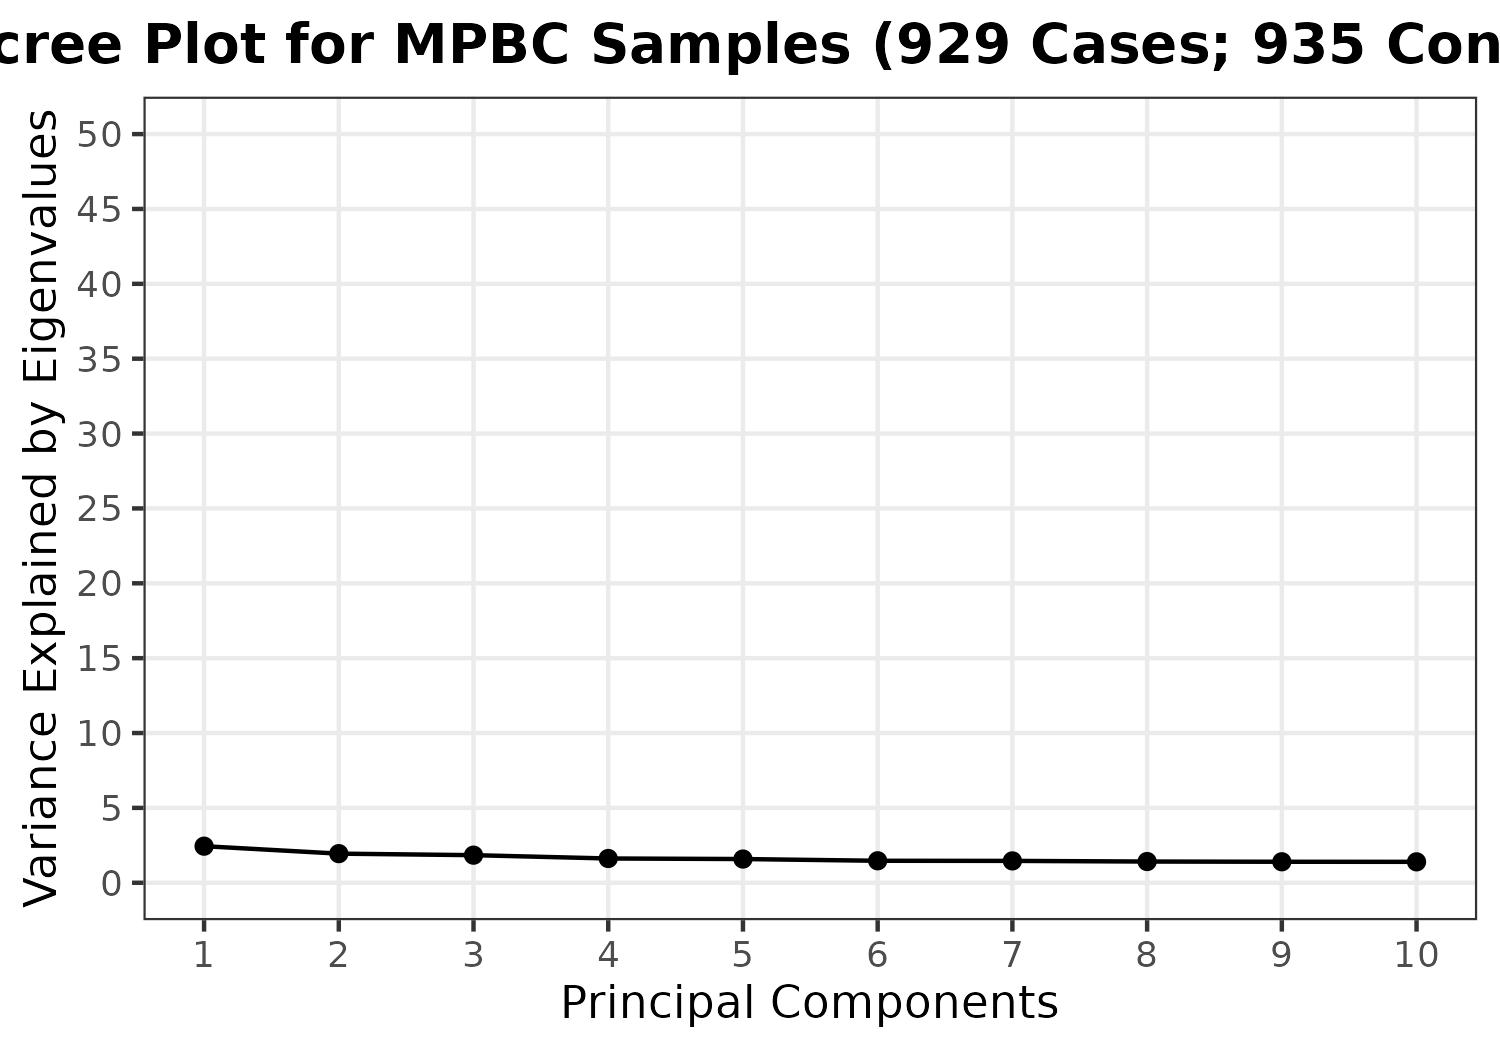 cree Plot for MPBC Samples (929 Cases; 935 Con
Variance Explained by Eigenvalues
50
45
40
35
30
25
20
15
10
5
0
1 2 3 4 5 6 7 8 9 10
Principal Components